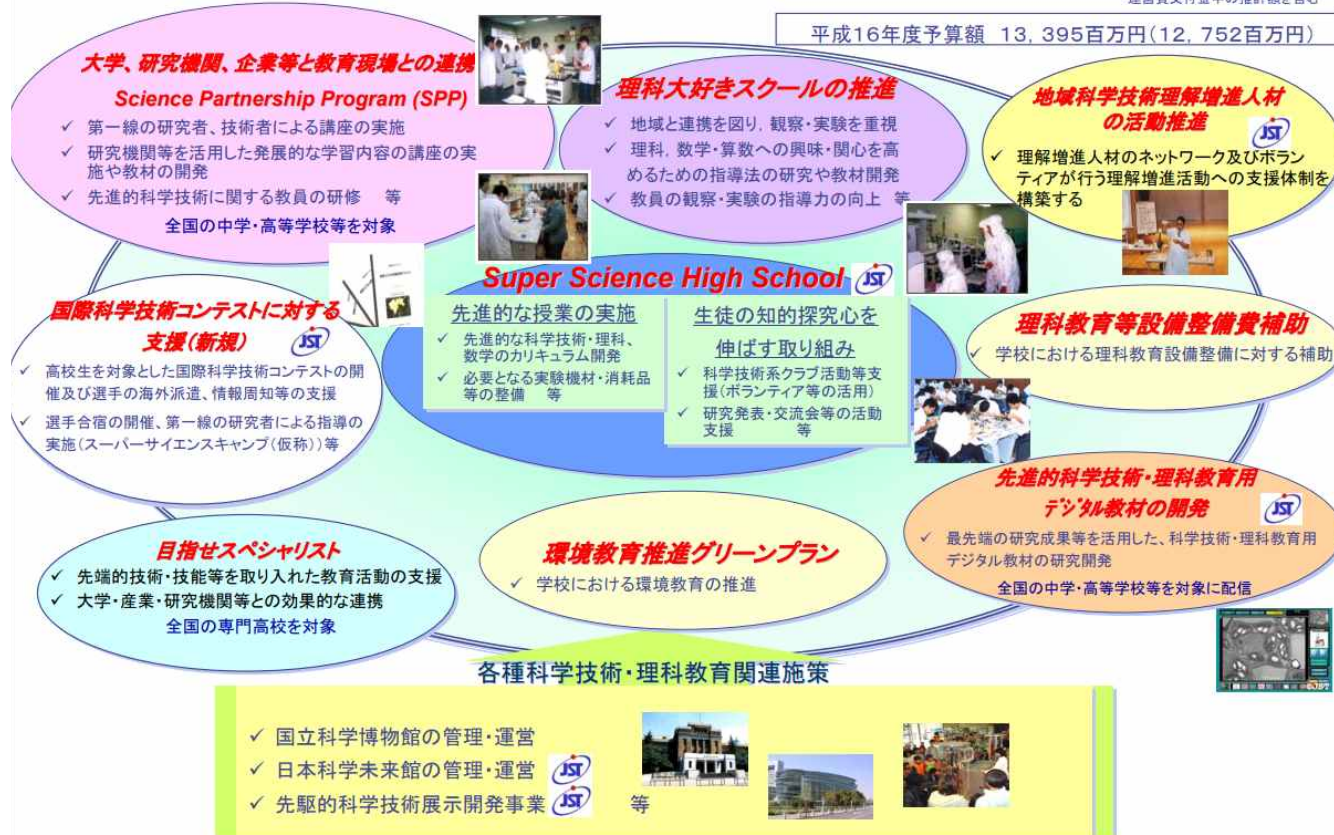 平成16年度予算額 13,395百万円(12,752百万円)
大学、研究機関、企業等と教育現場との連携
Science Partnership Program (SPP)
✓ 第一線の研究者、技術者による講座の実施
✓ 研究機関等を活用した発展的な学習内容の講座の実
施や教材の開発
✓ 先進的科学技術に関する教員の研修 等
全国の中学・高等学校等を対象
理科大好きスクールの推進
✓ 地域と連携を図り,観察・実験を重視
✓ 理科,数学・算数への興味・関心を高
めるための指導法の研究や教材開発
✓ 教員の観察・実験の指導力の向上 等
地域科学技術理解増進人材
の活動推進
JST
✓ 理解増進人材のネットワーク及びボラン
ティアが行う理解増進活動への支援体制を
構築する
Super Science High School JST
先進的な授業の実施
✓ 先進的な科学技術・理科、
数学のカリキュラム開発
✓ 必要となる実験機材・消耗品
等の整備 等
生徒の知的探究心を
伸ばす取り組み
✓ 科学技術系クラブ活動等支
援(ボランティア等の活用)
✓ 研究発表・交流会等の活動
支援 等
国際科学技術コンテストに対する
支援(新規) JST
✓ 高校生を対象とした国際科学技術コンテストの開
催及び選手の海外派遣、情報周知等の支援
✓ 選手合宿の開催、第一線の研究者による指導の
実施(スーパーサイエンスキャンプ(仮称))等
理科教育等設備整備費補助
✓ 学校における理科教育設備整備に対する補助
目指せスペシャリスト
✓ 先端的技術・技能等を取り入れた教育活動の支援
✓ 大学・産業・研究機関等との効果的な連携
全国の専門高校を対象
環境教育推進グリーンプラン
✓ 学校における環境教育の推進
先進的科学技術・理科教育用
デジタル教材の開発 JST
✓ 最先端の研究成果等を活用した、科学技術・理科教育用
デジタル教材の研究開発
全国の中学・高等学校等を対象に配信
各種科学技術・理科教育関連施策
✓ 国立科学博物館の管理・運営
✓ 日本科学未来館の管理・運営 JST
✓ 先駆的科学技術展示開発事業 JST 等